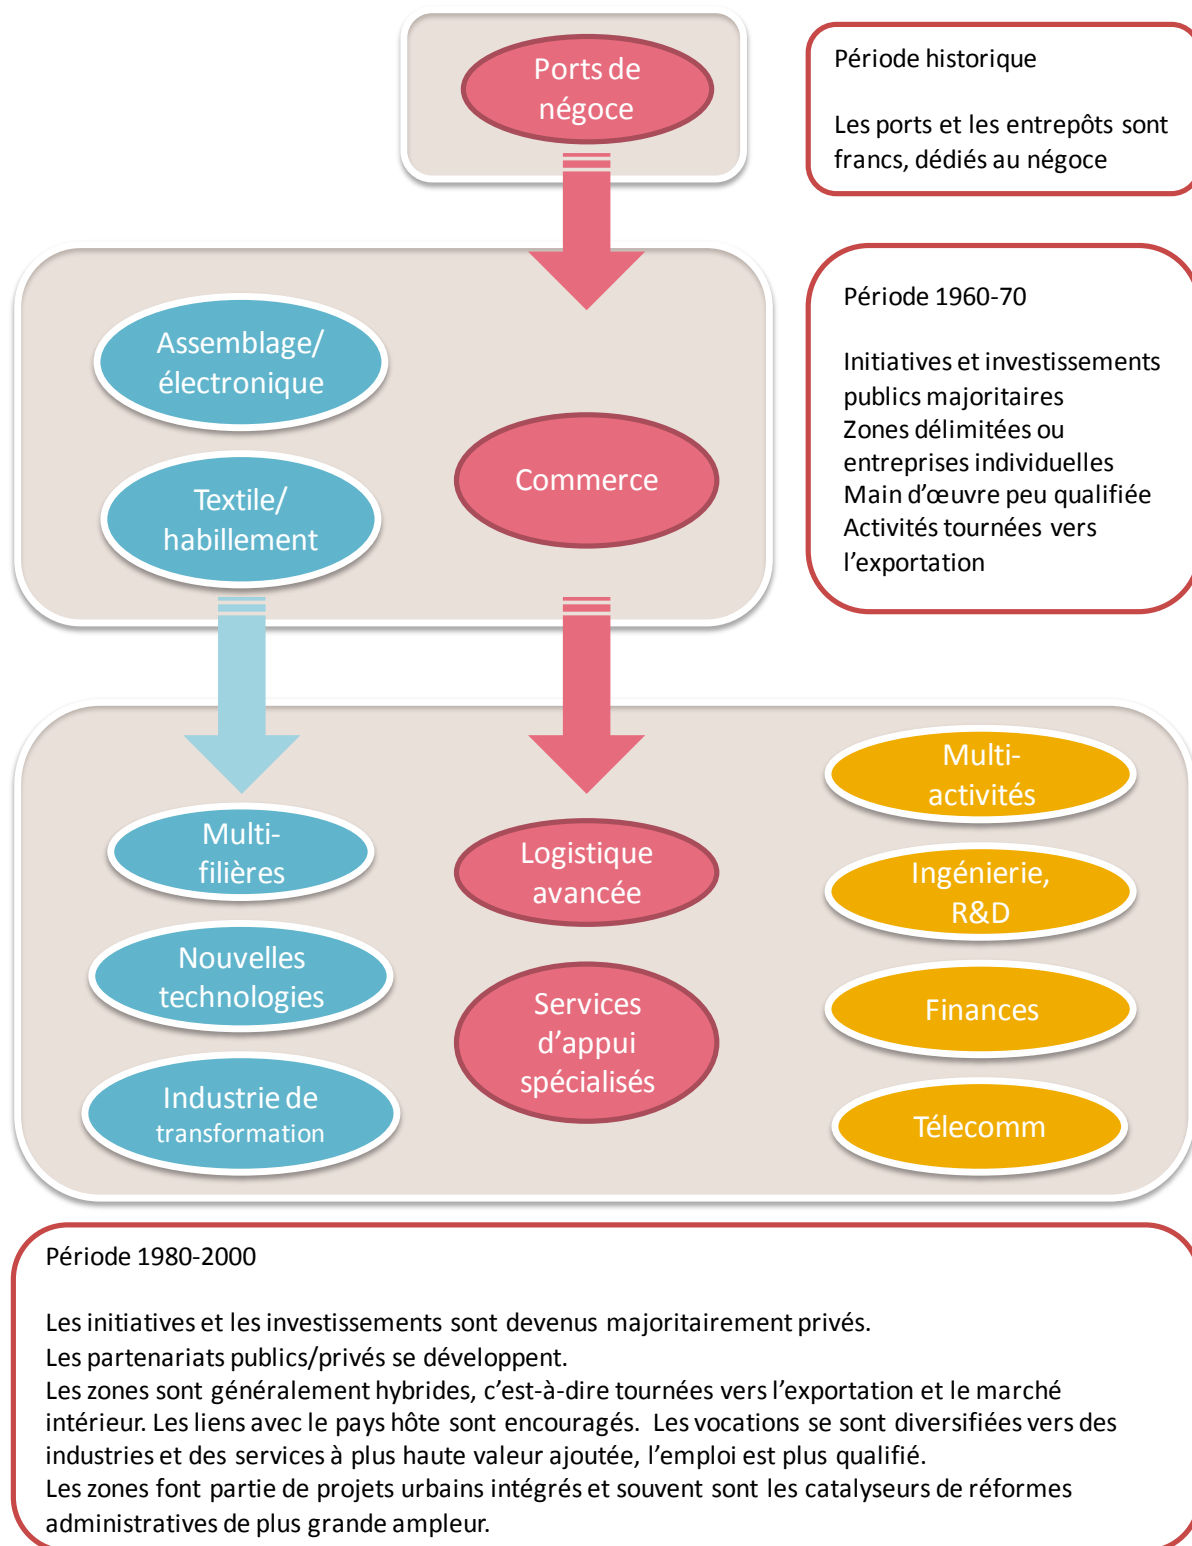 Ports de
négoce
Période historique
Les ports et les entrepôts sont
francs, dédiés au négoce
Assemblage/
électronique
Textile/
habillement
Commerce
Période 1960-70
Initiatives et investissements
publics majoritaires
Zones délimitées ou
entreprises individuelles
Main d’œuvre peu qualifiée
Activités tournées vers
l’exportation
Multi-
filières
Nouvelles
technologies
Industrie de
transformation
Logistique
avancée
Services
d’appui
spécialisés
Multi-
activités
Ingénierie,
R&D
Finances
Télecomm
Période 1980-2000
Les initiatives et les investissements sont devenus majoritairement privés.
Les partenariats publics/privés se développent.
Les zones sont généralement hybrides, c’est-à-dire tournées vers l’exportation et le marché
intérieur. Les liens avec le pays hôte sont encouragés. Les vocations se sont diversifiées vers des
industries et des services à plus haute valeur ajoutée, l’emploi est plus qualifié.
Les zones font partie de projets urbains intégrés et souvent sont les catalyseurs de réformes
administratives de plus grande ampleur.